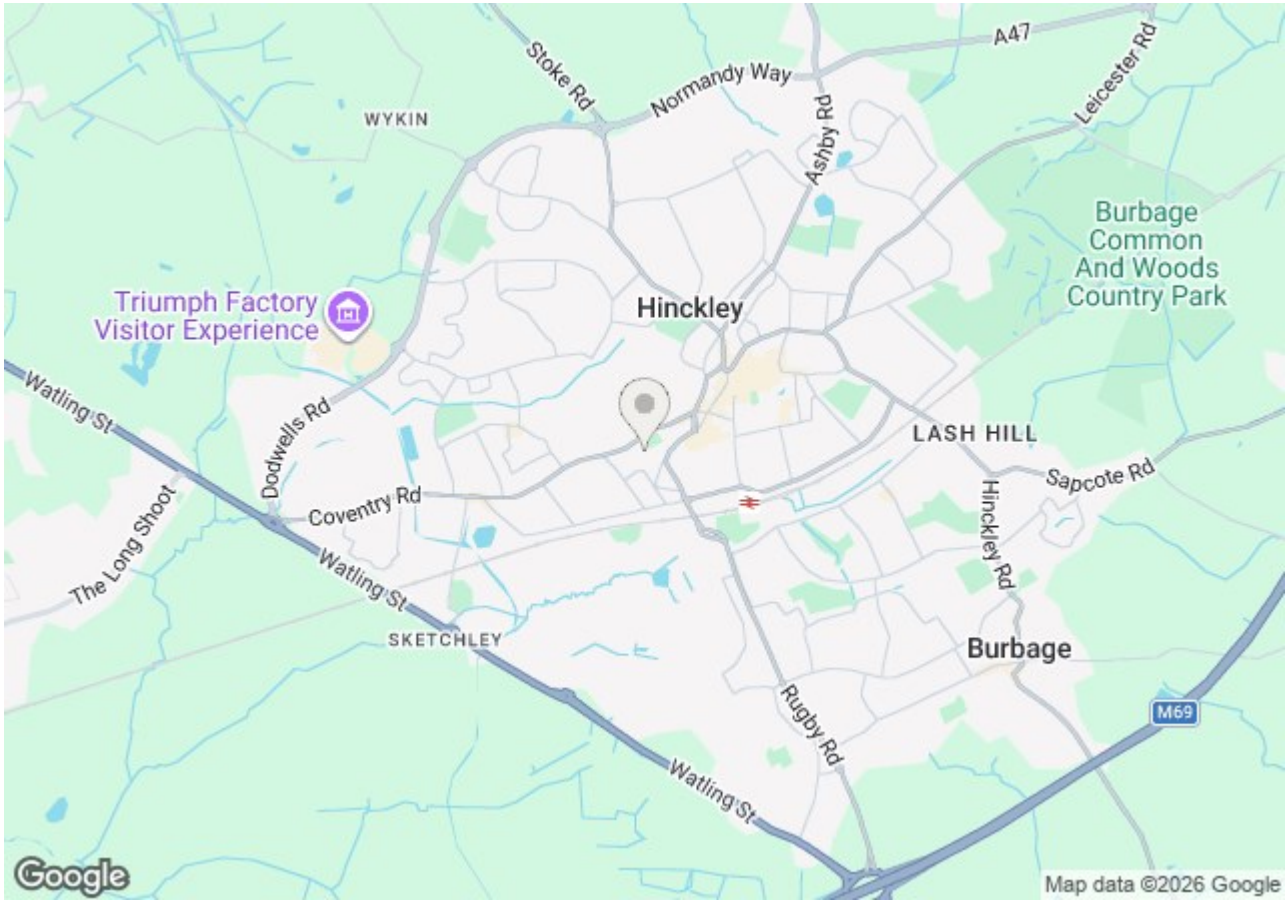 A47
Leicester Rd
Stoke Rd
Normandy Way
Ashby Rd
WYKIN
Burbage
Common
And Woods
Country Park
Triumph Factory
Visitor Experience
Hinckley
Watling St
Dodwells Rd
LASH HILL
Sapcote Rd
Coventry Rd
The Long Shoot
Hinckley Rd
Watling St
SKETCHLEY
Burbage
Rugby Rd
M69
Watling St
Google
Map data ©2026 Google